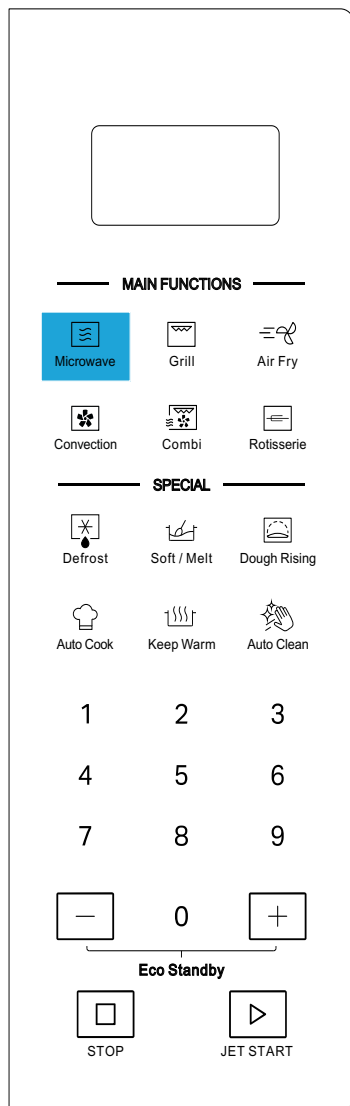 MAIN FUNCTIONS
Microwave Grill Air Fry
Convection Combi Rotisserie
SPECIAL
Defrost Soft / Melt Dough Rising
Auto Cook Keep Warm Auto Clean
1 2 3
4 5 6
7 8 9
− 0 +
Eco Standby
STOP JET START